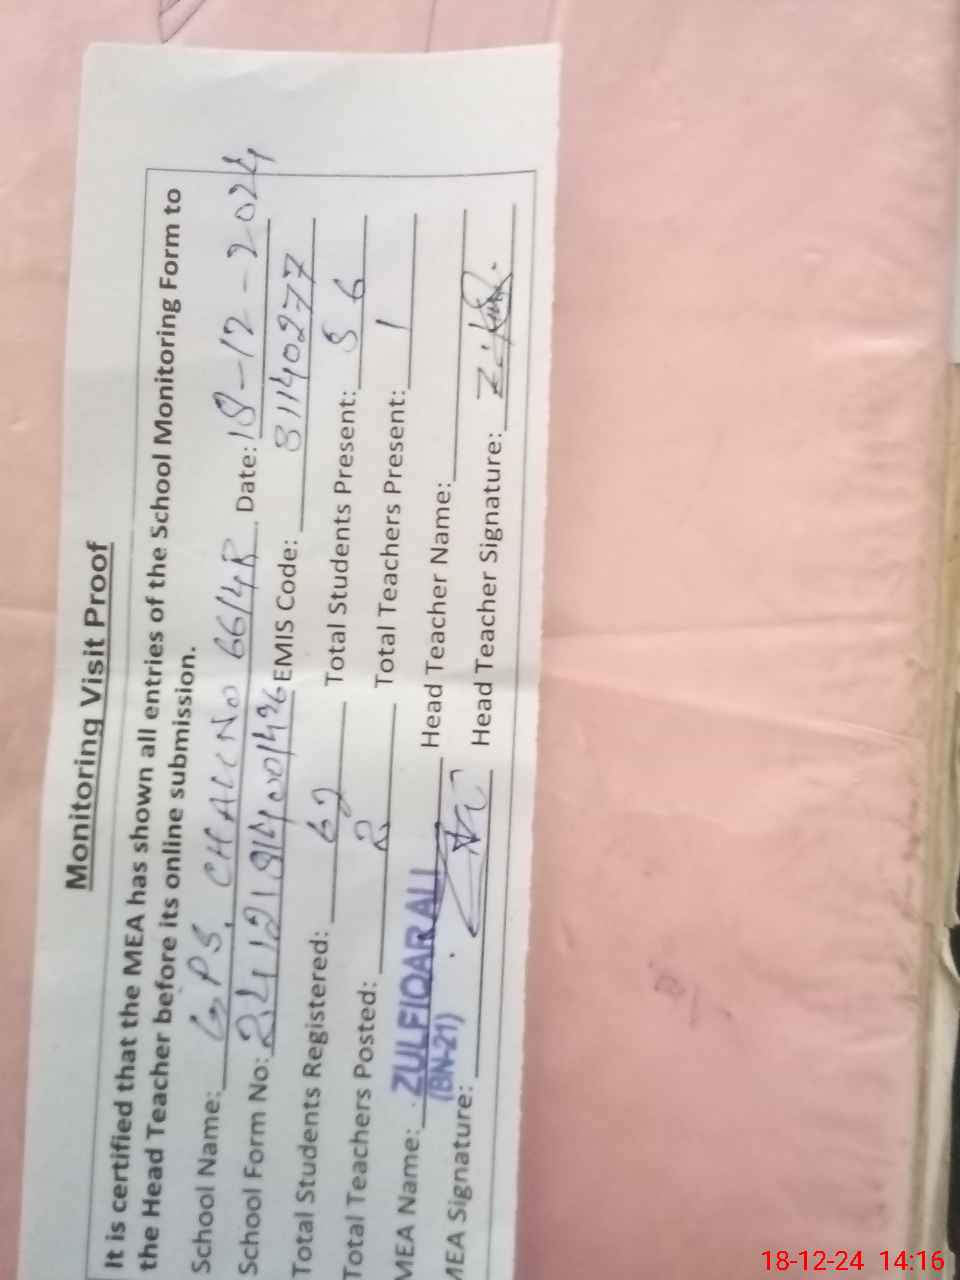 Monitoring Visit Proof
It is certified that the MEA has shown all entries of the School Monitoring Form to
the Head Teacher before its online submission.
School Name: GPS, CHAK No 66/4R Date: 18-12-2024
School Form No: EMIS Code: 31140277
Total Students Registered: 62 Total Students Present: 56
Total Teachers Posted: 2 Total Teachers Present: 1
MEA Name: ZULFIQAR ALI Head Teacher Name:
(BN-21)
MEA Signature: Head Teacher Signature:
18-12-24 14:16